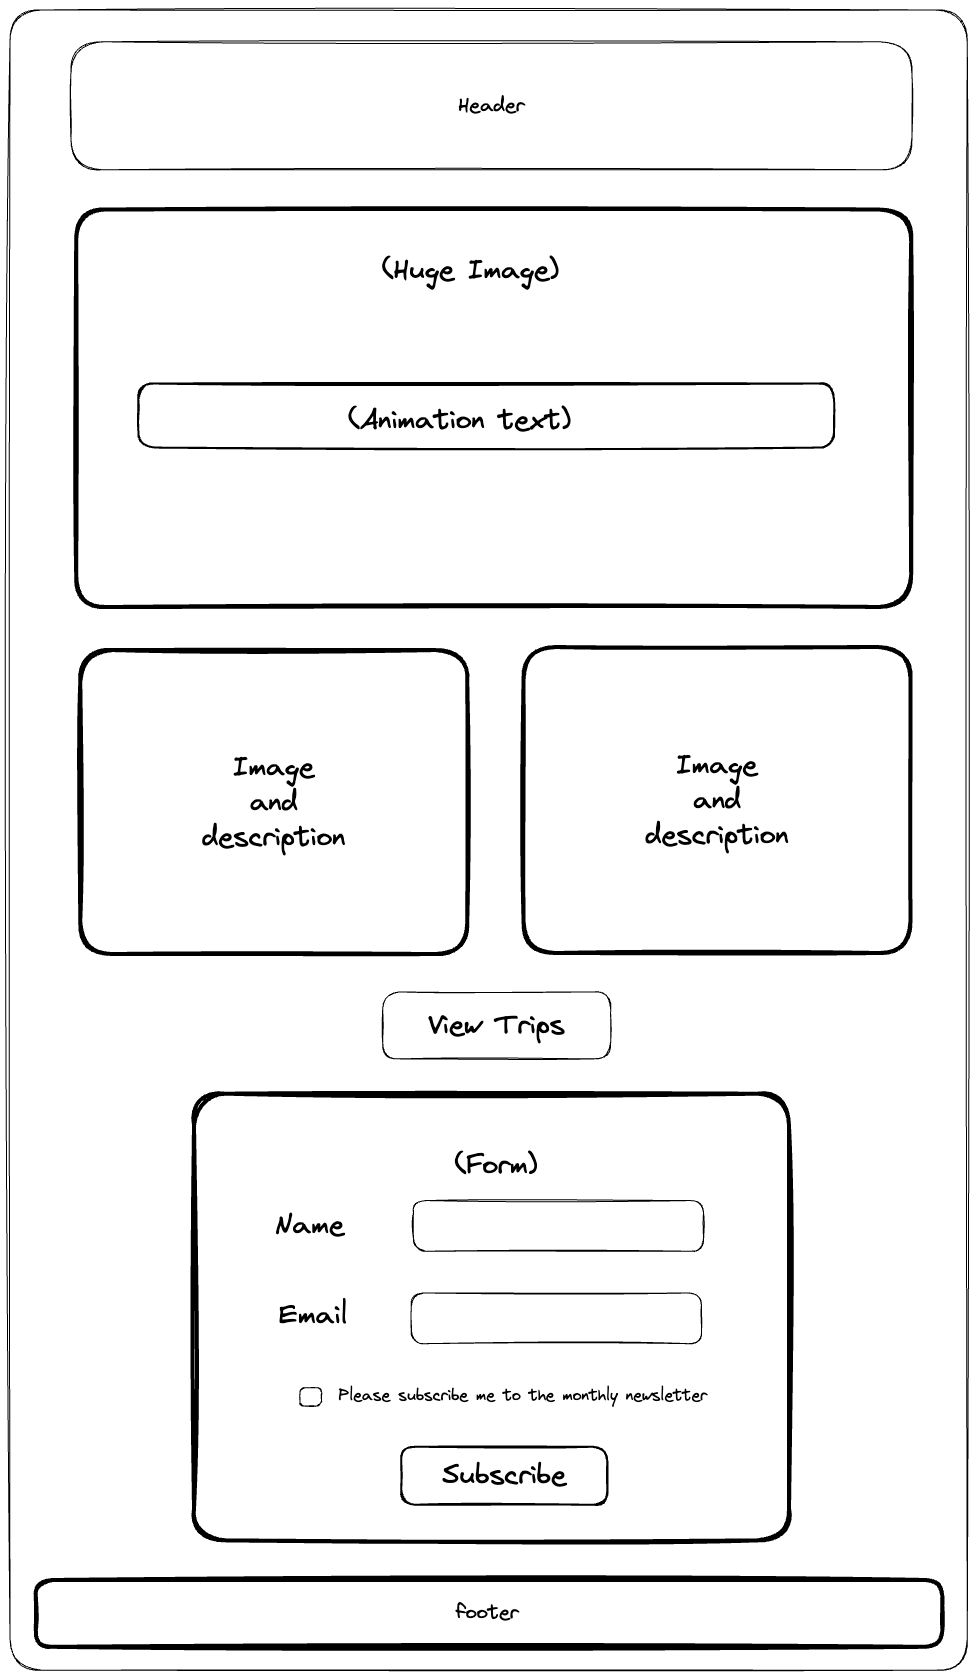 Header
(Huge Image)
(Animation text)
Image
and
description
Image
and
description
View Trips
(Form)
Name
Email
Please subscribe me to the monthly newsletter
Subscribe
footer